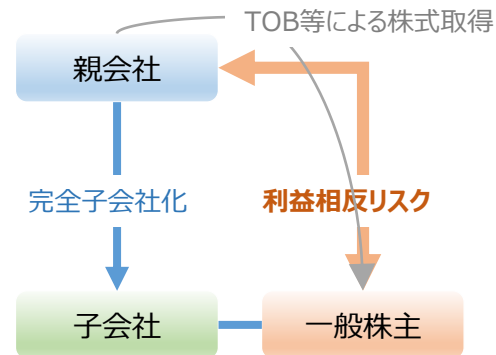 TOB等による株式取得
親会社
完全子会社化
利益相反リスク
子会社
一般株主